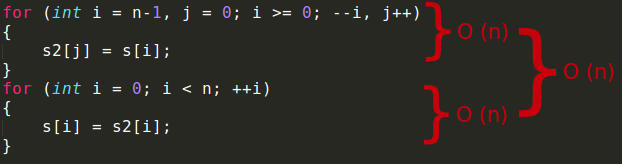 for (int i = n-1, j = 0; i >= 0; --i, j++)
{
    s2[j] = s[i];
}
for (int i = 0; i < n; ++i)
{
    s[i] = s2[i];
}
O (n)
O (n)
O (n)